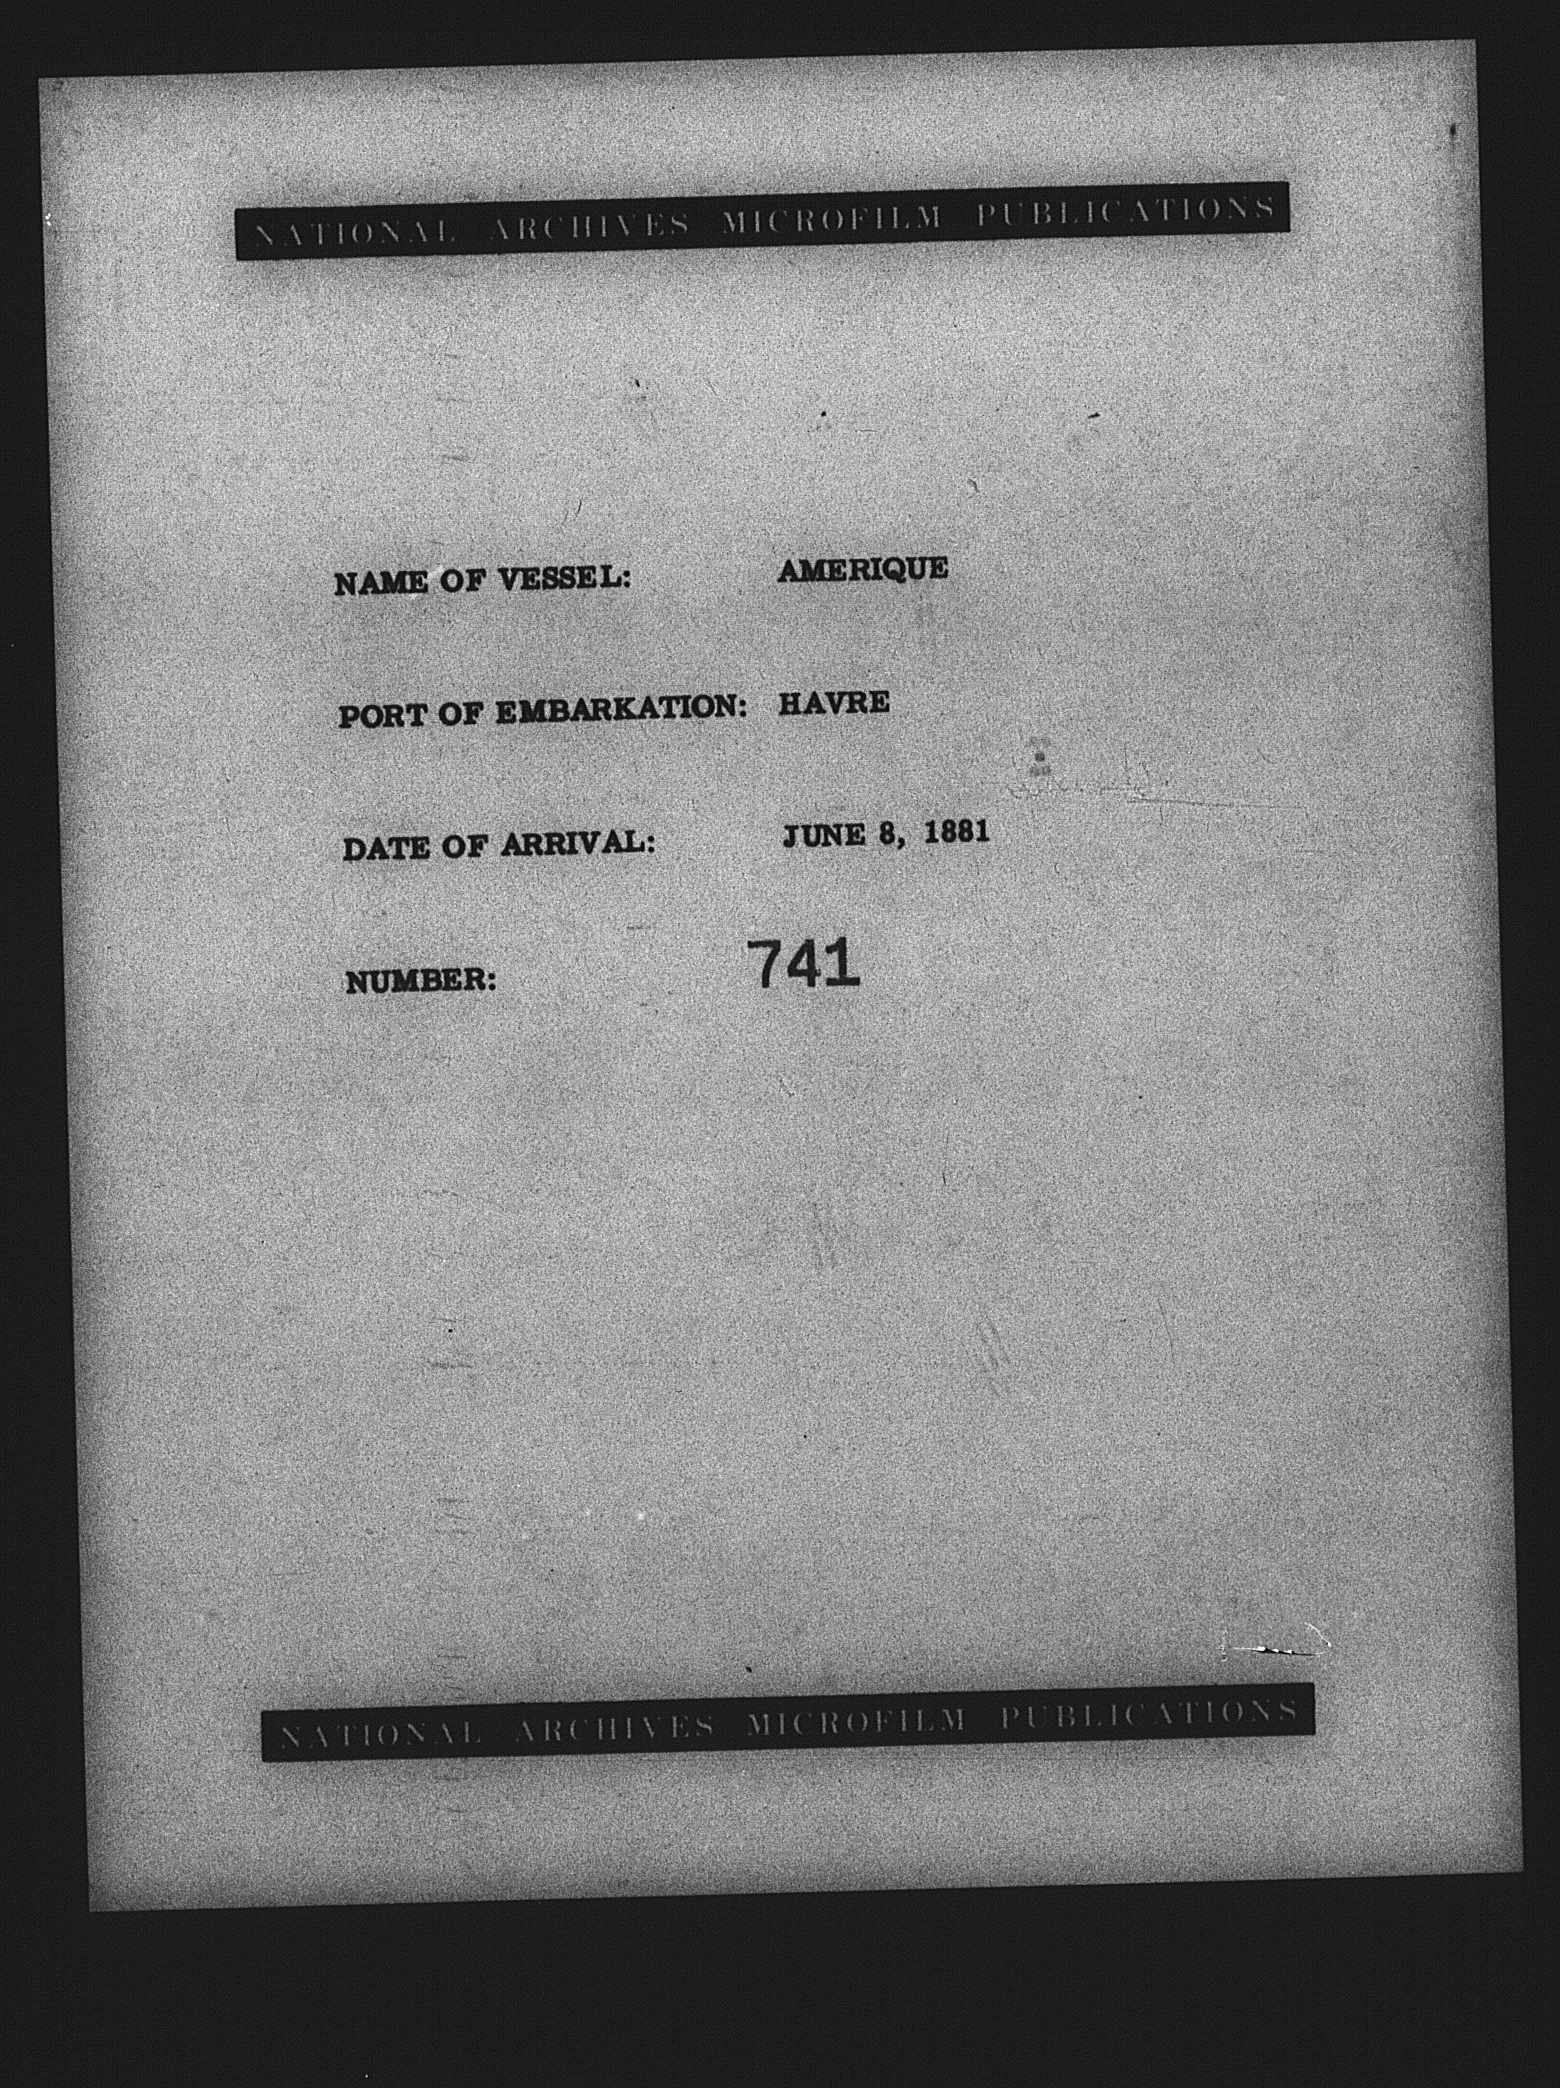 NATIONAL ARCHIVES MICROFILM PUBLICATIONS
NAME OF VESSEL: AMERIQUE
PORT OF EMBARKATION: HAVRE
DATE OF ARRIVAL: JUNE 8, 1881
NUMBER: 741
NATIONAL ARCHIVES MICROFILM PUBLICATIONS